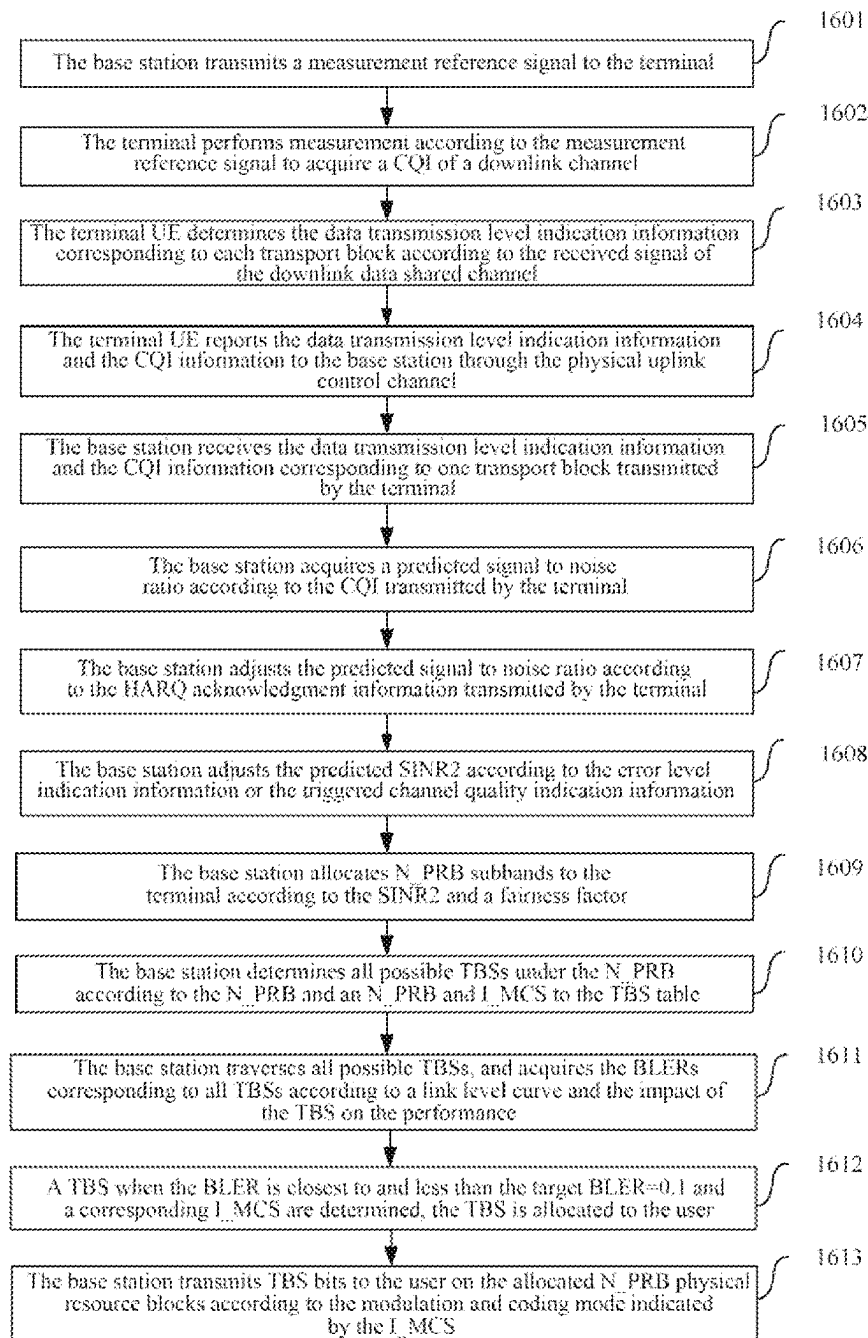 1601
The base station transmits a measurement reference signal to the terminal
1602
The terminal performs measurement according to the measurement
reference signal to acquire a CQI of a downlink channel
1603
The terminal UE determines the data transmission level indication information
corresponding to each transport block according to the received signal of
the downlink data shared channel
1604
The terminal UE reports the data transmission level indication information
and the CQI information to the base station through the physical uplink
control channel
1605
The base station receives the data transmission level indication information
and the CQI information corresponding to one transport block transmitted
by the terminal
1606
The base station acquires a predicted signal to noise
ratio according to the CQI transmitted by the terminal
1607
The base station adjusts the predicted signal to noise ratio according
to the HARQ acknowledgment information transmitted by the terminal
1608
The base station adjusts the predicted SINR2 according to the error level
indication information or the triggered channel quality indication information
1609
The base station allocates N_PRB subbands to the
terminal according to the SINR2 and a fairness factor
1610
The base station determines all possible TBSs under the N_PRB
according to the N_PRB and an N_PRB and I_MCS to the TBS table
1611
The base station traverses all possible TBSs, and acquires the BLERs
corresponding to all TBSs according to a link level curve and the impact of
the TBS on the performance
1612
A TBS when the BLER is closest to and less than the target BLER=0.1 and
a corresponding I_MCS are determined, the TBS is allocated to the user
1613
The base station transmits TBS bits to the user on the allocated N_PRB physical
resource blocks according to the modulation and coding mode indicated
by the I_MCS